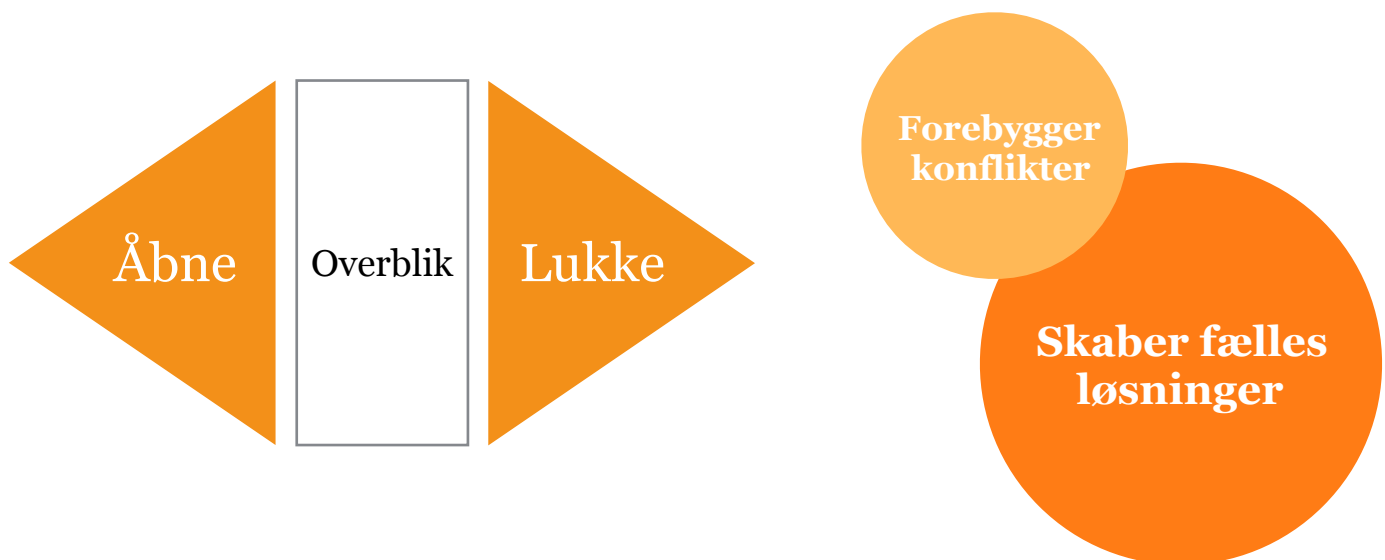 Åbne
Overblik
Lukke
Forebygger
konflikter
Skaber fælles
løsninger